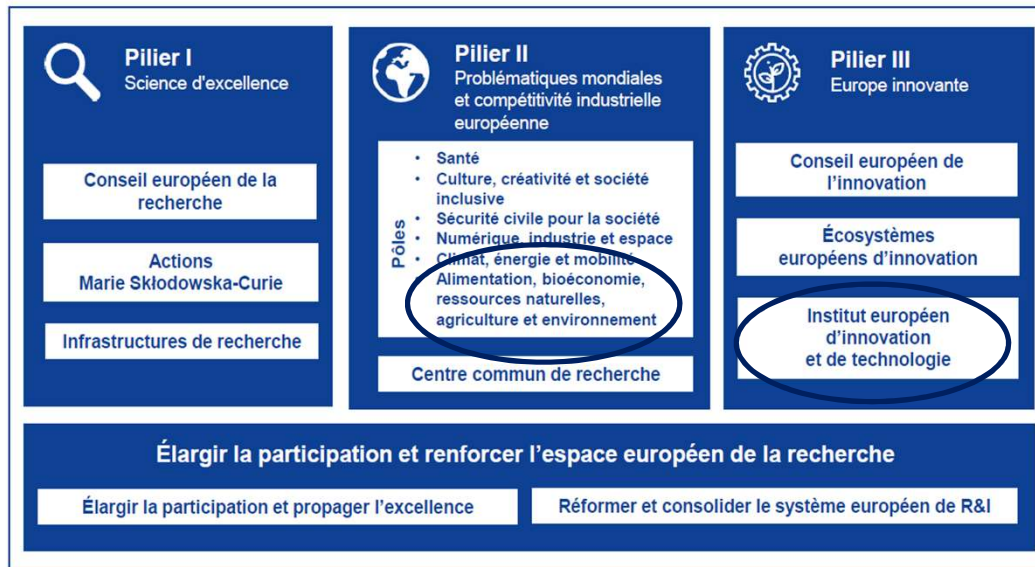 Pilier I
Science d'excellence
Conseil européen de la
recherche
Actions
Marie Skłodowska-Curie
Infrastructures de recherche
Pilier II
Problématiques mondiales
et compétitivité industrielle
européenne
Pôles
• Santé
• Culture, créativité et société
inclusive
• Sécurité civile pour la société
• Numérique, industrie et espace
• Climat, énergie et mobilité
• Alimentation, bioéconomie,
ressources naturelles,
agriculture et environnement
Centre commun de recherche
Pilier III
Europe innovante
Conseil européen de
l'innovation
Écosystèmes
européens d'innovation
Institut européen
d'innovation
et de technologie
Élargir la participation et renforcer l'espace européen de la recherche
Élargir la participation et propager l'excellence
Réformer et consolider le système européen de R&I